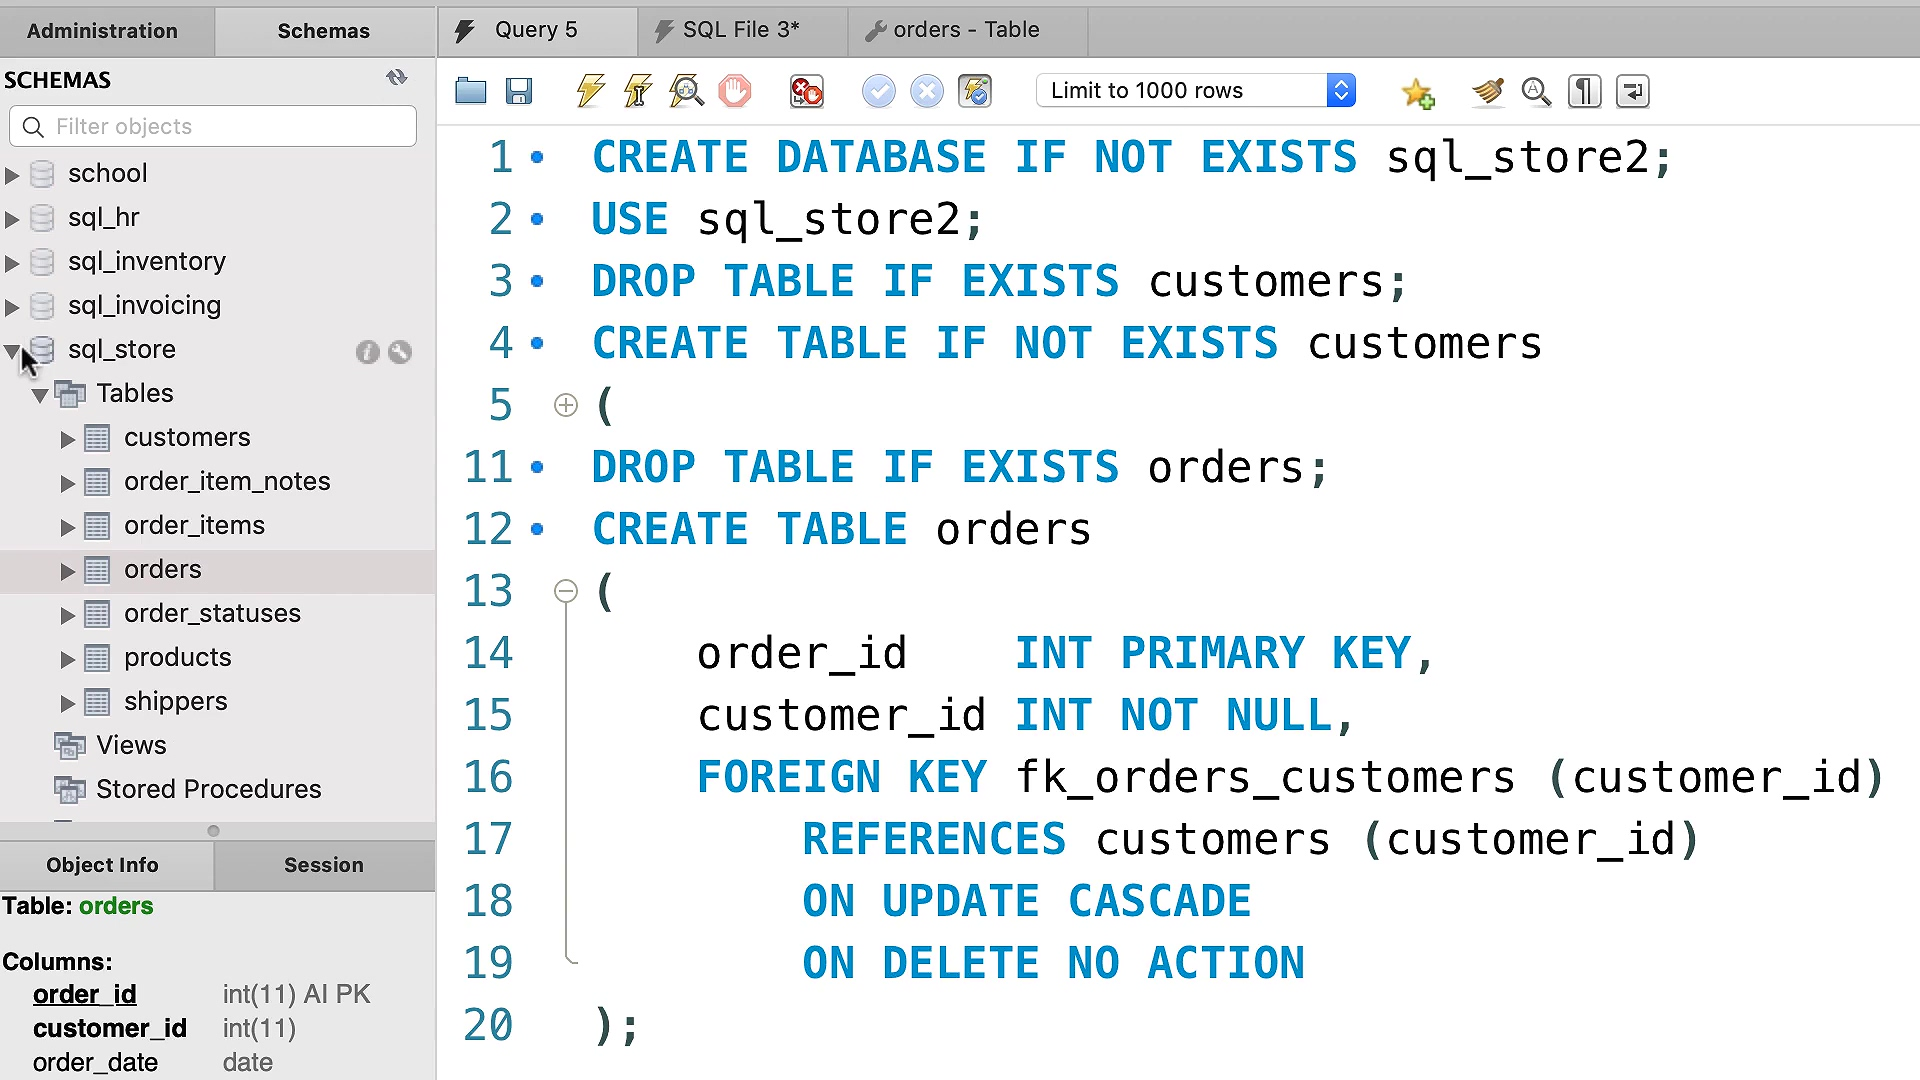 Administration
Schemas
Query 5
SQL File 3*
orders - Table
SCHEMAS
Limit to 1000 rows
Filter objects
school
sql_hr
sql_inventory
sql_invoicing
sql_store
Tables
customers
order_item_notes
order_items
orders
order_statuses
products
shippers
Views
Stored Procedures
Object Info
Session
Table: orders
Columns:
order_id int(11) AI PK
customer_id int(11)
order_date date
1 CREATE DATABASE IF NOT EXISTS sql_store2;
2 USE sql_store2;
3 DROP TABLE IF EXISTS customers;
4 CREATE TABLE IF NOT EXISTS customers
5 (
11 DROP TABLE IF EXISTS orders;
12 CREATE TABLE orders
13 (
14 order_id INT PRIMARY KEY,
15 customer_id INT NOT NULL,
16 FOREIGN KEY fk_orders_customers (customer_id)
17 REFERENCES customers (customer_id)
18 ON UPDATE CASCADE
19 ON DELETE NO ACTION
20 );